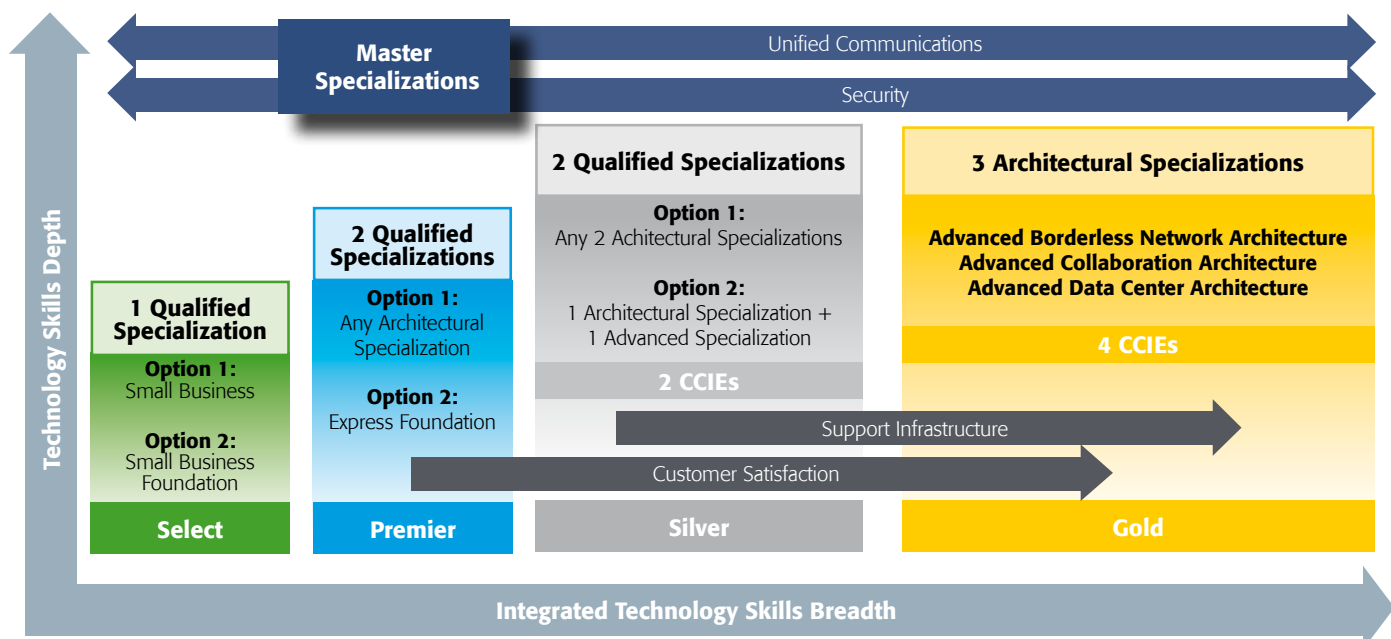 Technology Skills Depth
Master
Specializations
Unified Communications
Security
1 Qualified
Specialization
Option 1:
Small Business
Option 2:
Small Business
Foundation
Select
2 Qualified
Specializations
Option 1:
Any Architectural
Specialization
Option 2:
Express Foundation
Premier
2 Qualified Specializations
Option 1:
Any 2 Achitectural Specializations
Option 2:
1 Architectural Specialization +
1 Advanced Specialization
2 CCIEs
Silver
3 Architectural Specializations
Advanced Borderless Network Architecture
Advanced Collaboration Architecture
Advanced Data Center Architecture
4 CCIEs
Gold
Support Infrastructure
Customer Satisfaction
Integrated Technology Skills Breadth